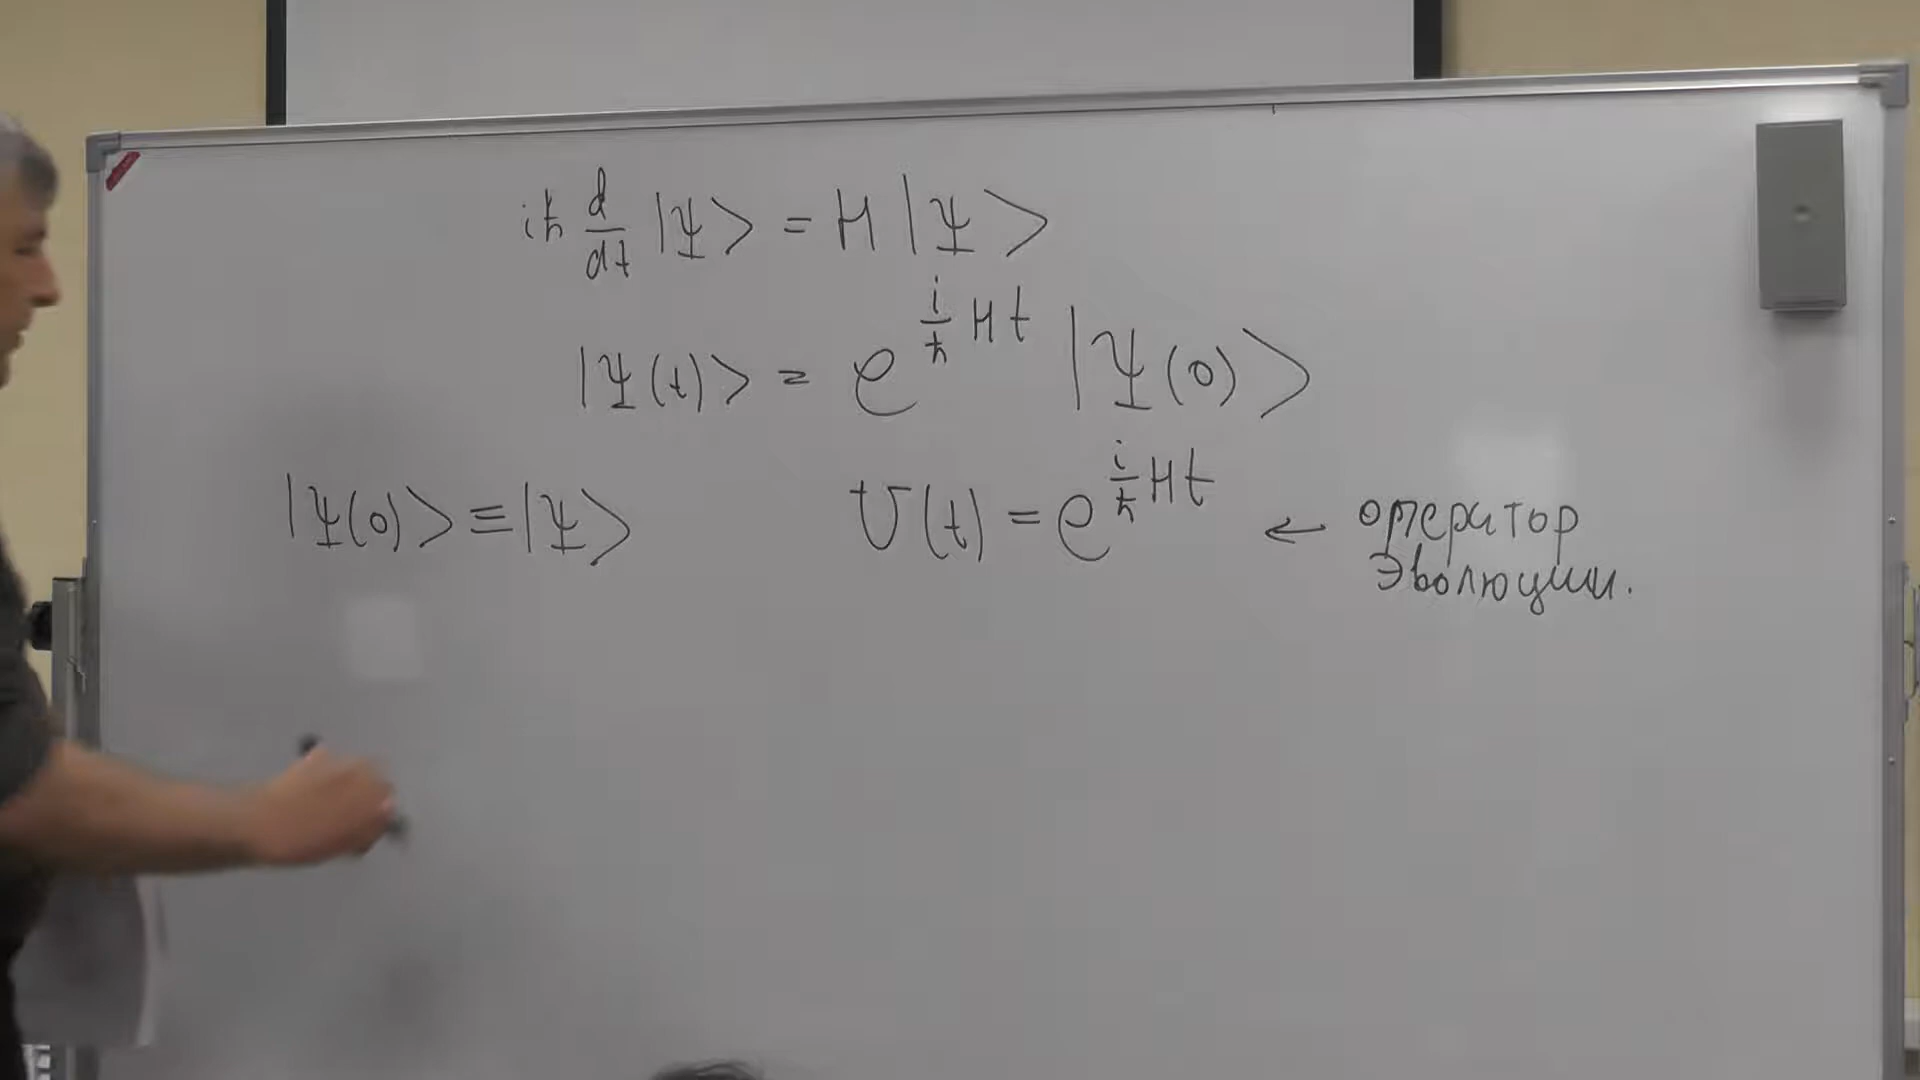 iħ d/dt |Ψ> = H |Ψ>
|Ψ(t)> = e^{i/ħ Ht} |Ψ(0)>
|Ψ(0)> ≡ |Ψ> U(t) = e^{i/ħ Ht} ← оператор
эволюции.